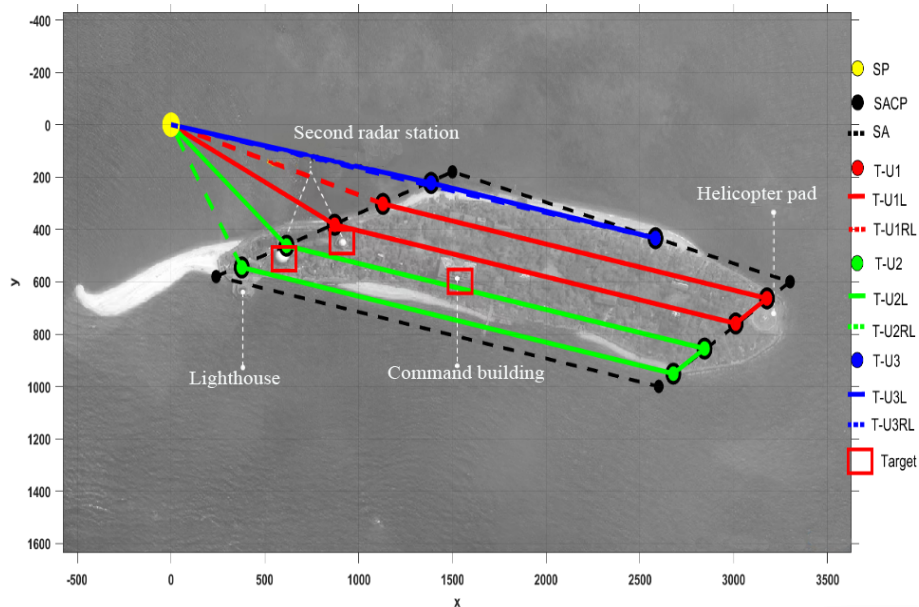 -400
-200
0
200
400
600
800
1000
1200
1400
1600
y
-500
0
500
1000
1500
2000
2500
3000
3500
x
Second radar station
Helicopter pad
Lighthouse
Command building
SP
SACP
SA
T-U1
T-U1L
T-U1RL
T-U2
T-U2L
T-U2RL
T-U3
T-U3L
T-U3RL
Target